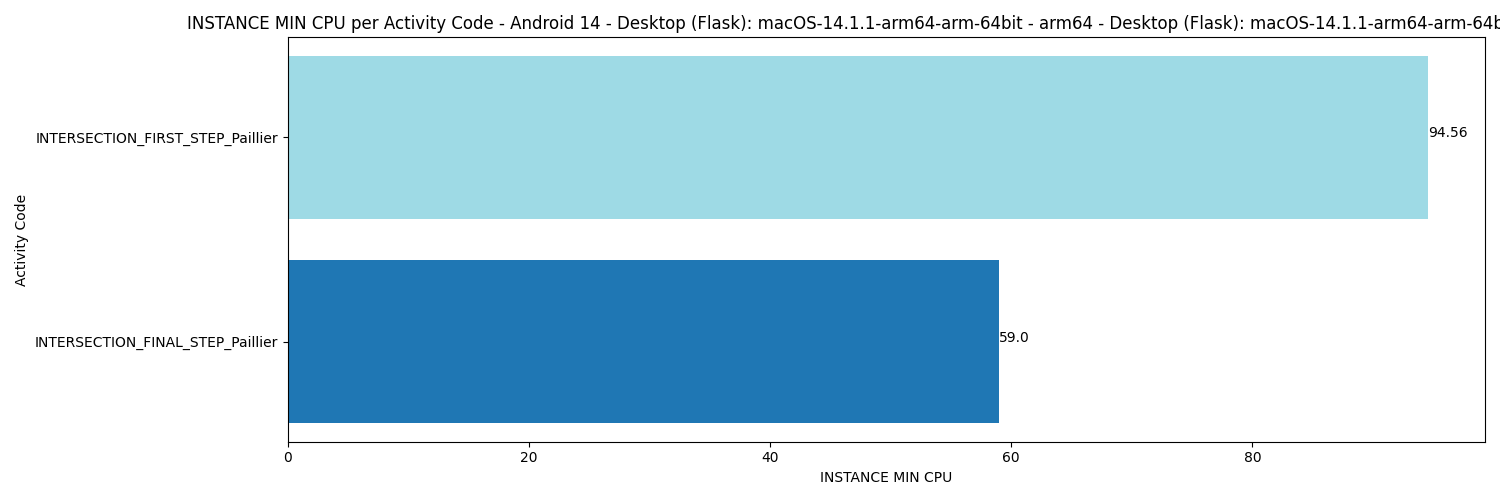 INSTANCE MIN CPU per Activity Code - Android 14 - Desktop (Flask): macOS-14.1.1-arm64-arm-64bit - arm64 - Desktop (Flask): macOS-14.1.1-arm64-arm-64b
INTERSECTION_FIRST_STEP_Paillier
94.56
Activity Code
INTERSECTION_FINAL_STEP_Paillier
59.0
0 20 40 60 80
INSTANCE MIN CPU